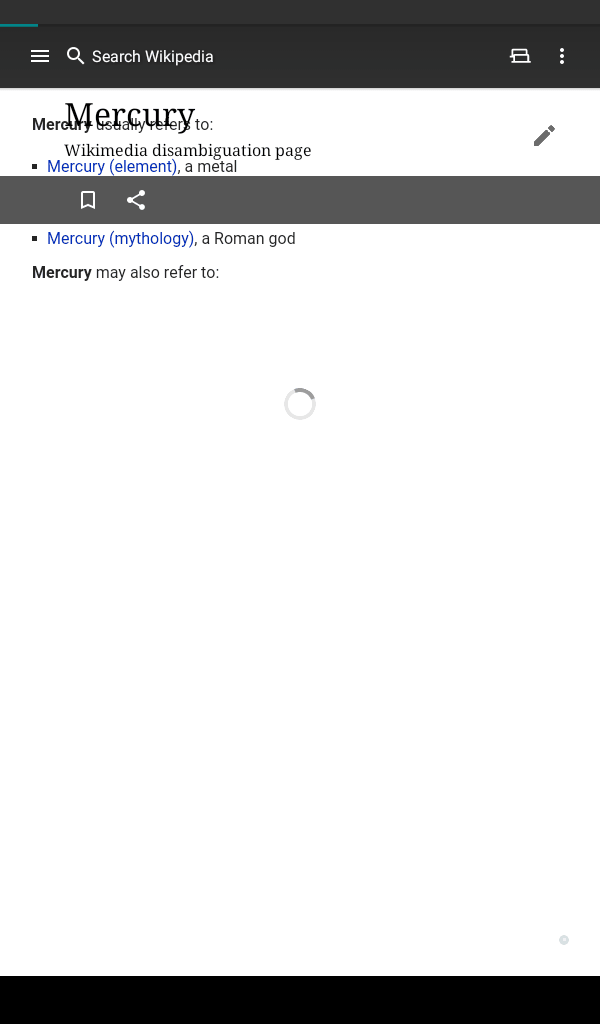 Search Wikipedia
Mercury
Mercury usually refers to:
Wikimedia disambiguation page
Mercury (element), a metal
Mercury (mythology), a Roman god
Mercury may also refer to: